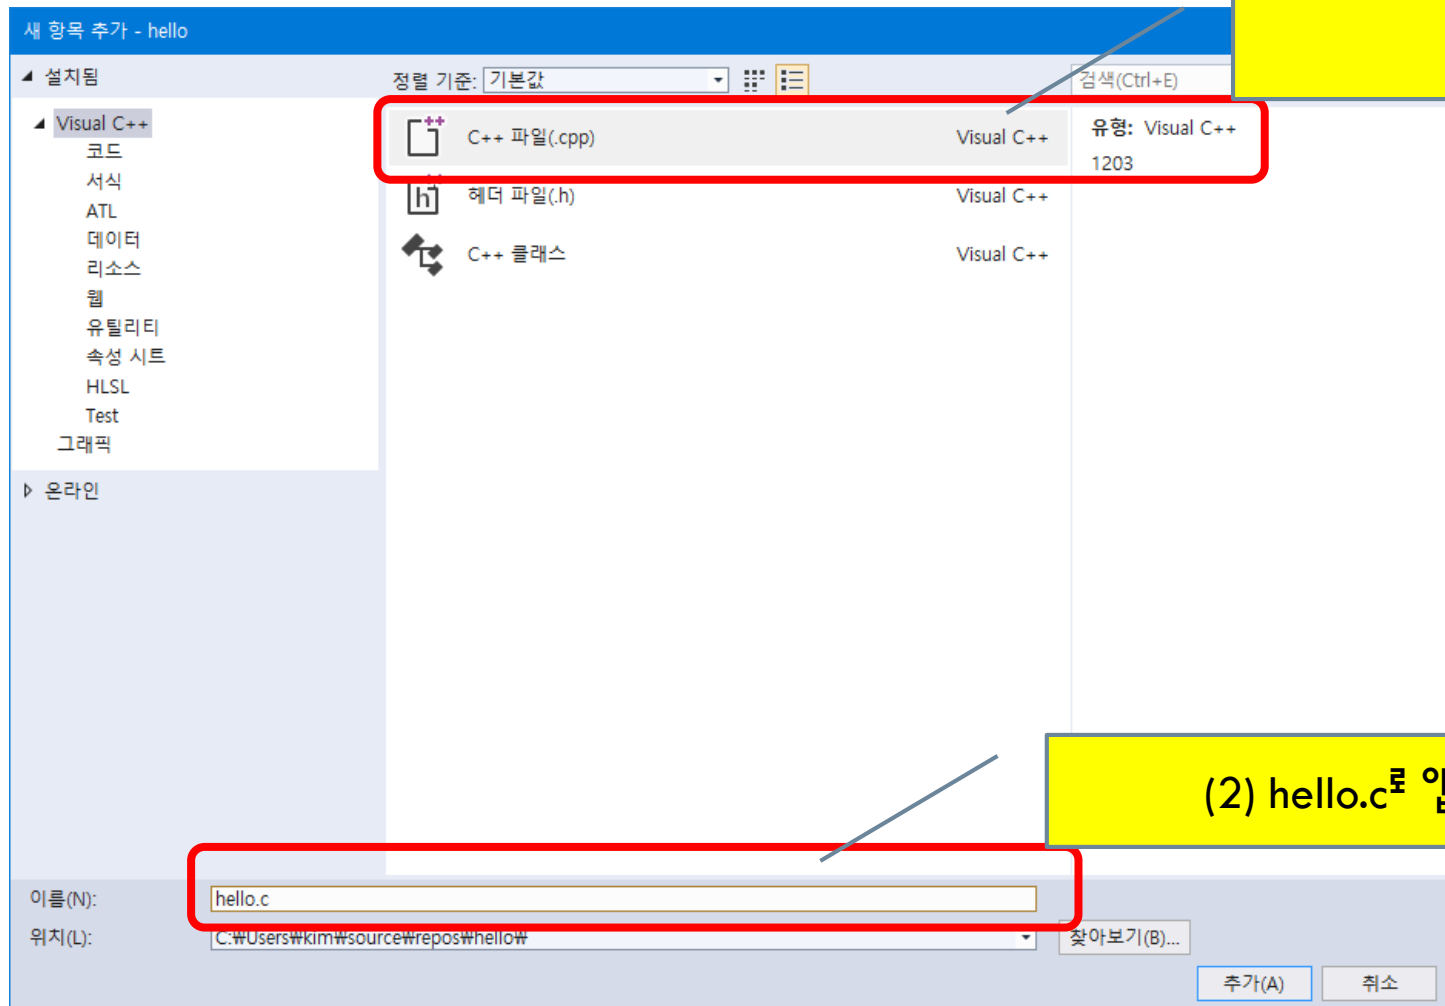 새 항목 추가 - hello
설치됨
정렬 기준: 기본값
검색(Ctrl+E)
Visual C++
코드
서식
ATL
데이터
리소스
웹
유틸리티
속성 시트
HLSL
Test
그래픽
온라인
C++ 파일(.cpp) Visual C++
헤더 파일(.h) Visual C++
C++ 클래스 Visual C++
유형: Visual C++
1203
(2) hello.c로
이름(N): hello.c
위치(L): C:₩Users₩kim₩source₩repos₩hello₩
찾아보기(B)...
추가(A) 취소